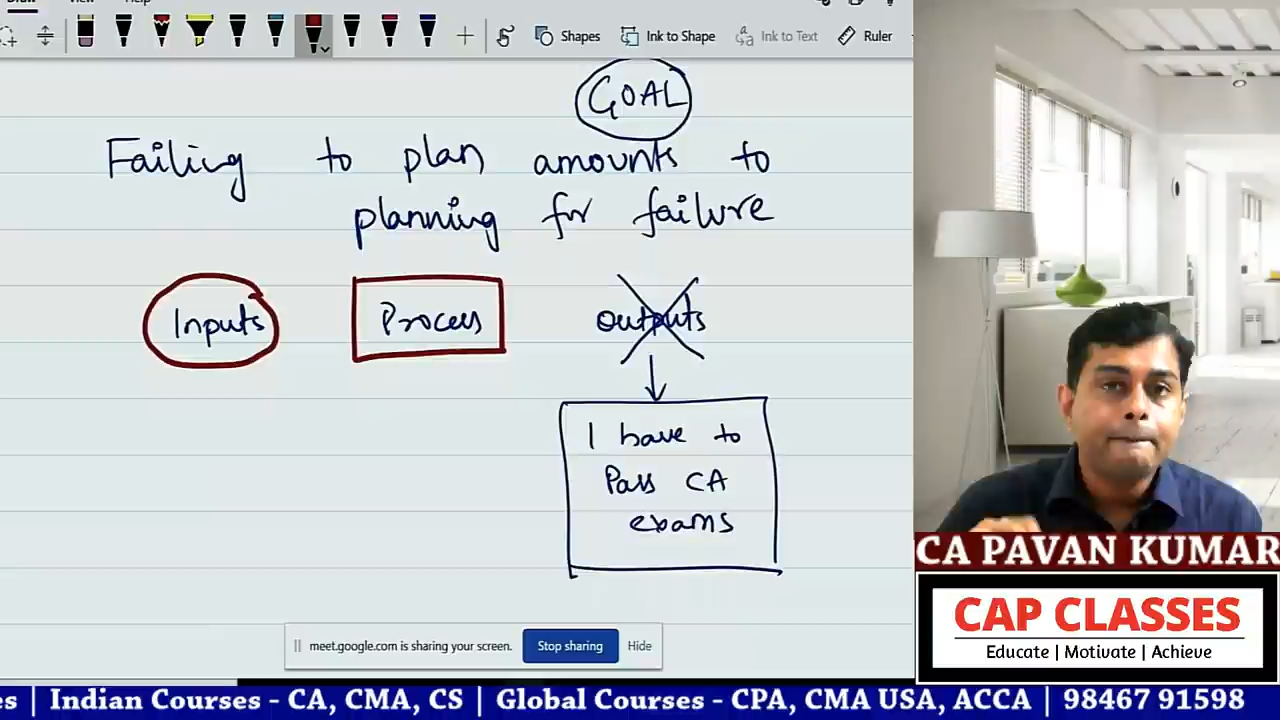 Draw
Help
Shapes
Ink to Shape
Ink to Text
Ruler
GOAL
Failing to plan amounts to
planning for failure
Inputs Process outputs
I have to
Pass CA
exams
meet.google.com is sharing your screen. Stop sharing Hide
CA PAVAN KUMAR
CAP CLASSES
Educate | Motivate | Achieve
| Indian Courses - CA, CMA, CS | Global Courses - CPA, CMA USA, ACCA | 98467 91598